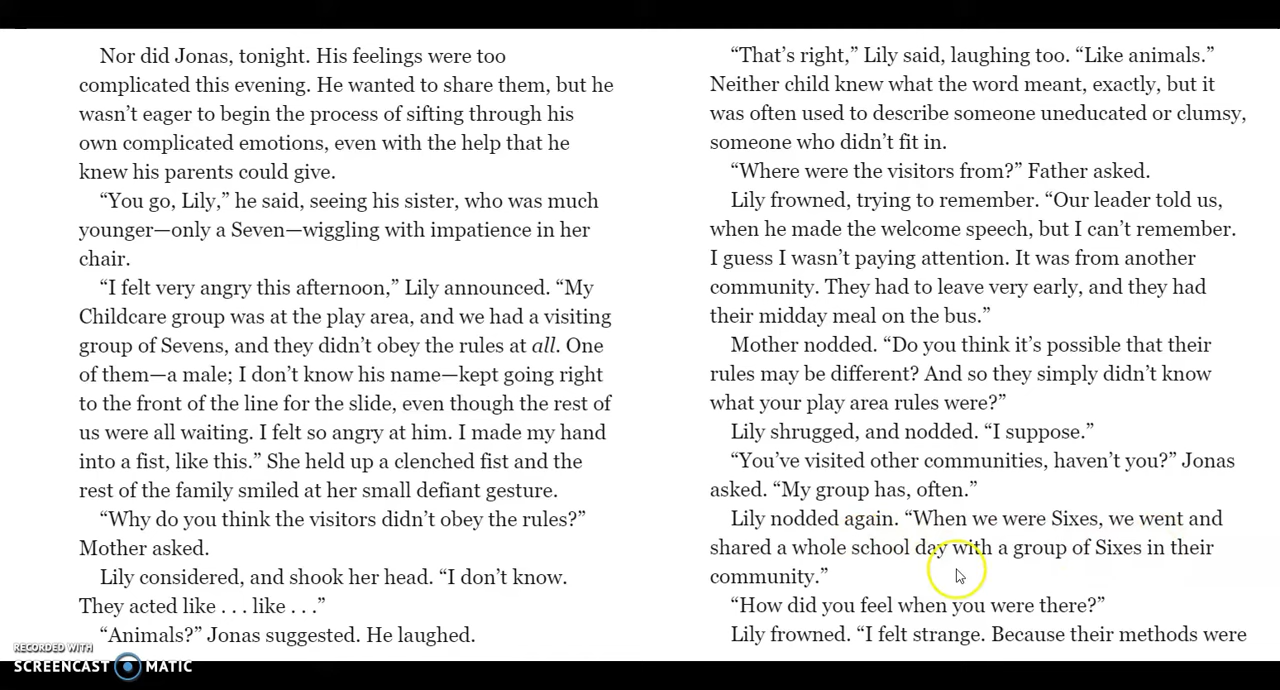 Nor did Jonas, tonight. His feelings were too
complicated this evening. He wanted to share them, but he
wasn’t eager to begin the process of sifting through his
own complicated emotions, even with the help that he
knew his parents could give.
“You go, Lily,” he said, seeing his sister, who was much
younger—only a Seven—wiggling with impatience in her
chair.
“I felt very angry this afternoon,” Lily announced. “My
Childcare group was at the play area, and we had a visiting
group of Sevens, and they didn’t obey the rules at all. One
of them—a male; I don’t know his name—kept going right
to the front of the line for the slide, even though the rest of
us were all waiting. I felt so angry at him. I made my hand
into a fist, like this.” She held up a clenched fist and the
rest of the family smiled at her small defiant gesture.
“Why do you think the visitors didn’t obey the rules?”
Mother asked.
Lily considered, and shook her head. “I don’t know.
They acted like . . . like . . .”
“Animals?” Jonas suggested. He laughed.
“That’s right,” Lily said, laughing too. “Like animals.”
Neither child knew what the word meant, exactly, but it
was often used to describe someone uneducated or clumsy,
someone who didn’t fit in.
“Where were the visitors from?” Father asked.
Lily frowned, trying to remember. “Our leader told us,
when he made the welcome speech, but I can’t remember.
I guess I wasn’t paying attention. It was from another
community. They had to leave very early, and they had
their midday meal on the bus.”
Mother nodded. “Do you think it’s possible that their
rules may be different? And so they simply didn’t know
what your play area rules were?”
Lily shrugged, and nodded. “I suppose.”
“You’ve visited other communities, haven’t you?” Jonas
asked. “My group has, often.”
Lily nodded again. “When we were Sixes, we went and
shared a whole school day with a group of Sixes in their
community.”
“How did you feel when you were there?”
Lily frowned. “I felt strange. Because their methods were
RECORDED WITH
SCREENCAST MATIC